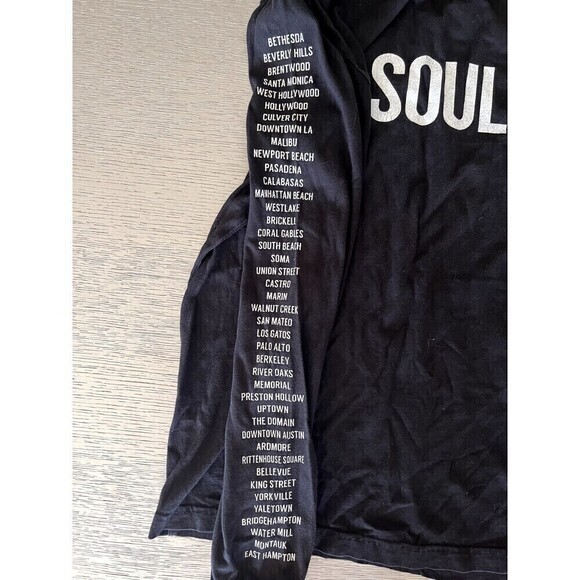 BETHESDA
BEVERLY HILLS
BRENTWOOD
SANTA MONICA
WEST HOLLYWOOD
HOLLYWOOD
CULVER CITY
DOWNTOWN LA
MALIBU
NEWPORT BEACH
PASADENA
CALABASAS
MANHATTAN BEACH
WESTLAKE
BRICKELL
CORAL GABLES
SOUTH BEACH
SOMA
UNION STREET
CASTRO
MARIN
WALNUT CREEK
SAN MATEO
LOS GATOS
PALO ALTO
BERKELEY
RIVER OAKS
MEMORIAL
PRESTON HOLLOW
UPTOWN
THE DOMAIN
DOWNTOWN AUSTIN
ARDMORE
RITTENHOUSE SQUARE
BELLEVUE
KING STREET
YORKVILLE
YALETOWN
BRIDGEHAMPTON
WATER MILL
MONTAUK
EAST HAMPTON
SOUL